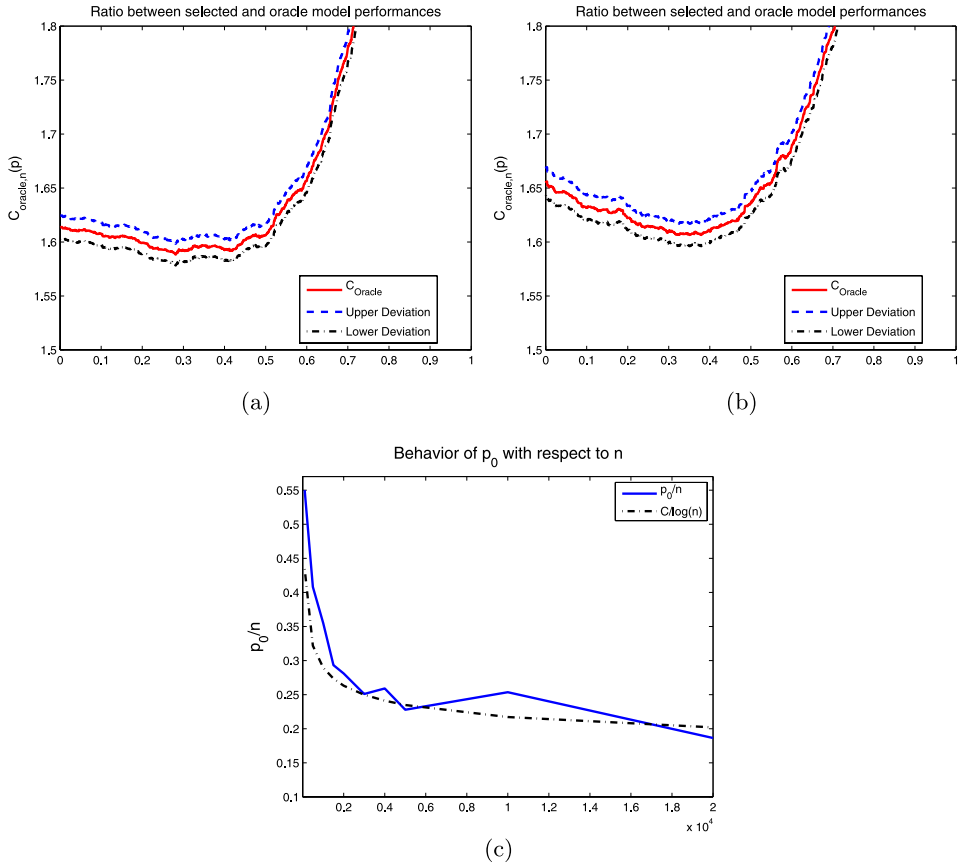 Ratio between selected and oracle model performances
1.8
1.75
1.7
1.65
1.6
1.55
1.5
C_oracle,n(p)
C_Oracle
Upper Deviation
Lower Deviation
0 0.1 0.2 0.3 0.4 0.5 0.6 0.7 0.8 0.9 1
(a)
Ratio between selected and oracle model performances
1.8
1.75
1.7
1.65
1.6
1.55
1.5
C_oracle,n(p)
C_Oracle
Upper Deviation
Lower Deviation
0 0.1 0.2 0.3 0.4 0.5 0.6 0.7 0.8 0.9 1
(b)
Behavior of p_0 with respect to n
0.55
0.5
0.45
0.4
0.35
0.3
0.25
0.2
0.15
0.1
p_0/n
p_0/n
C/log(n)
0.2 0.4 0.6 0.8 1 1.2 1.4 1.6 1.8 2
x 10^4
(c)